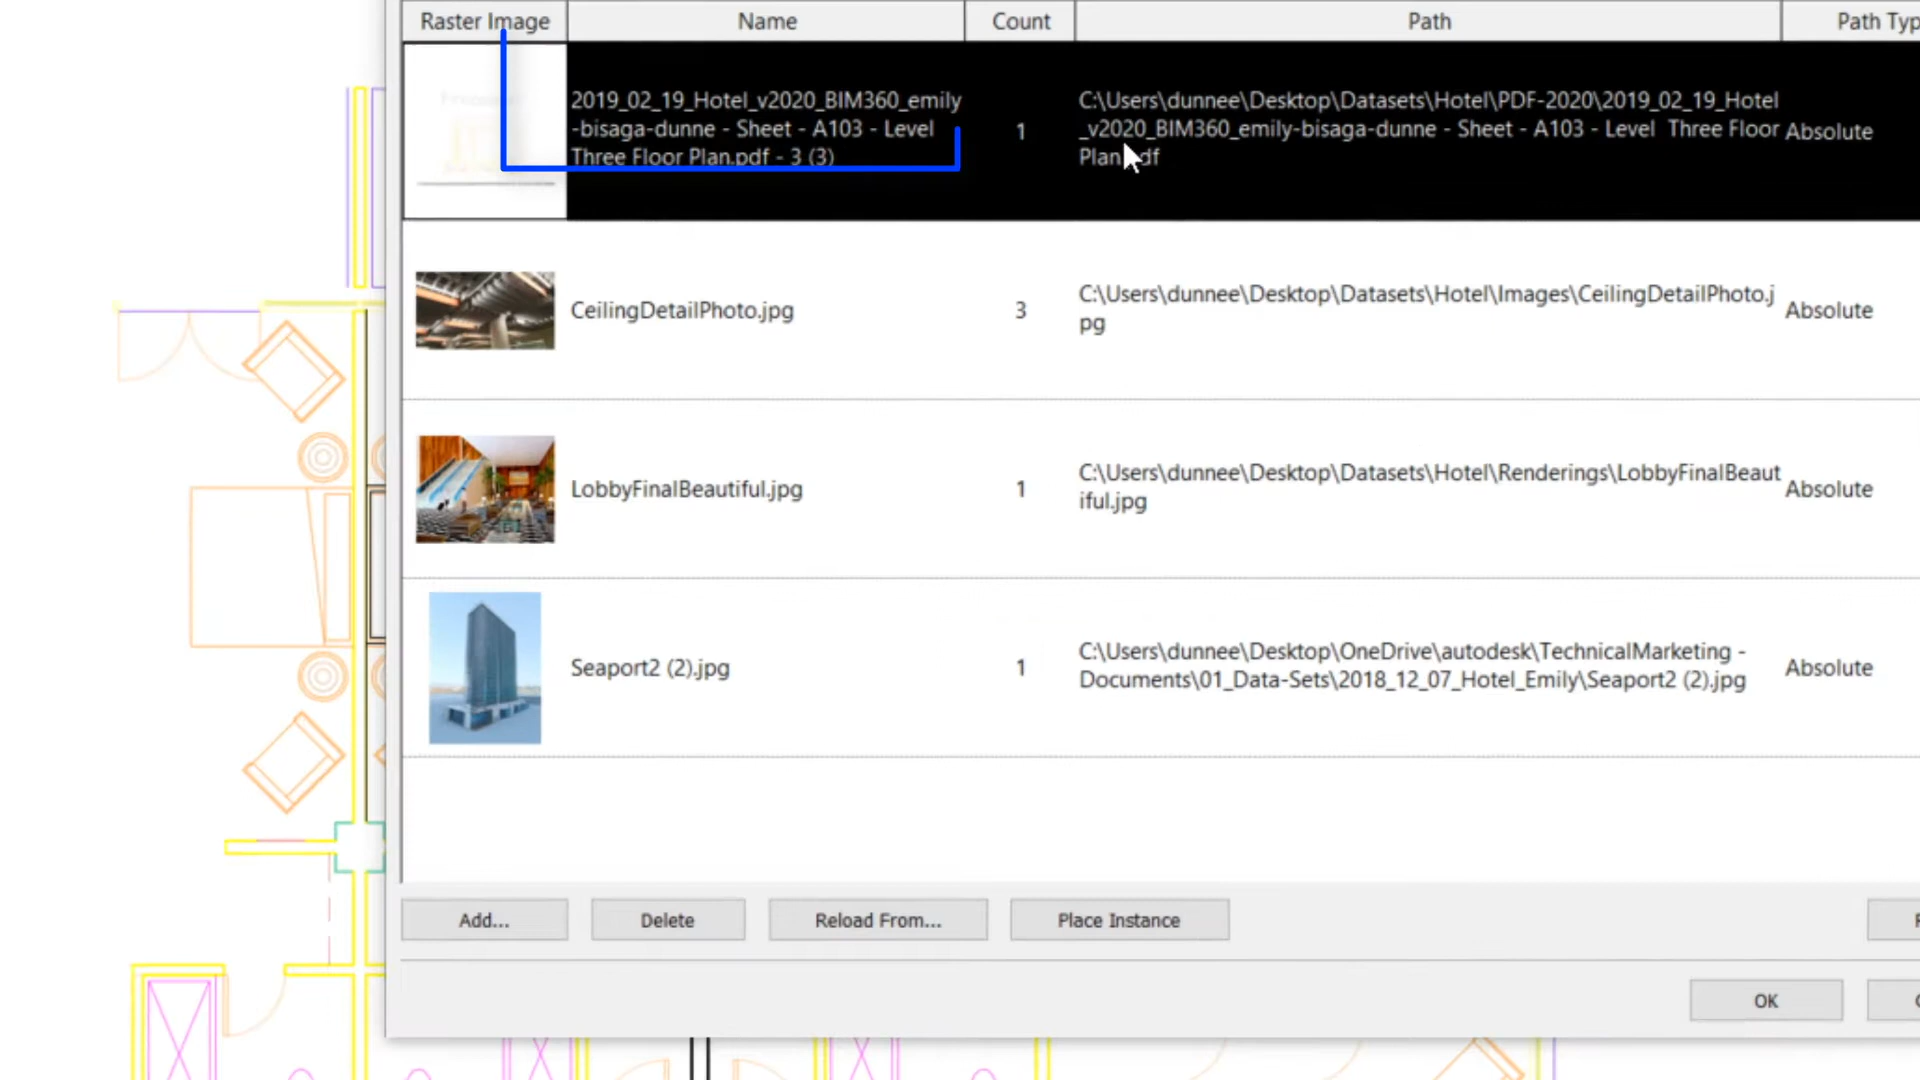 Raster Image Name Count Path Path Typ
2019_02_19_Hotel_v2020_BIM360_emily
-bisaga-dunne - Sheet - A103 - Level
Three Floor Plan.pdf - 3 (3)
1
C:\Users\dunnee\Desktop\Datasets\Hotel\PDF-2020\2019_02_19_Hotel
_v2020_BIM360_emily-bisaga-dunne - Sheet - A103 - Level  Three Floor
Plan.pdf
Absolute
CeilingDetailPhoto.jpg
3
C:\Users\dunnee\Desktop\Datasets\Hotel\Images\CeilingDetailPhoto.j
pg
Absolute
LobbyFinalBeautiful.jpg
1
C:\Users\dunnee\Desktop\Datasets\Hotel\Renderings\LobbyFinalBeaut
iful.jpg
Absolute
Seaport2 (2).jpg
1
C:\Users\dunnee\Desktop\OneDrive\autodesk\TechnicalMarketing -
Documents\01_Data-Sets\2018_12_07_Hotel_Emily\Seaport2 (2).jpg
Absolute
Add... Delete Reload From... Place Instance
OK